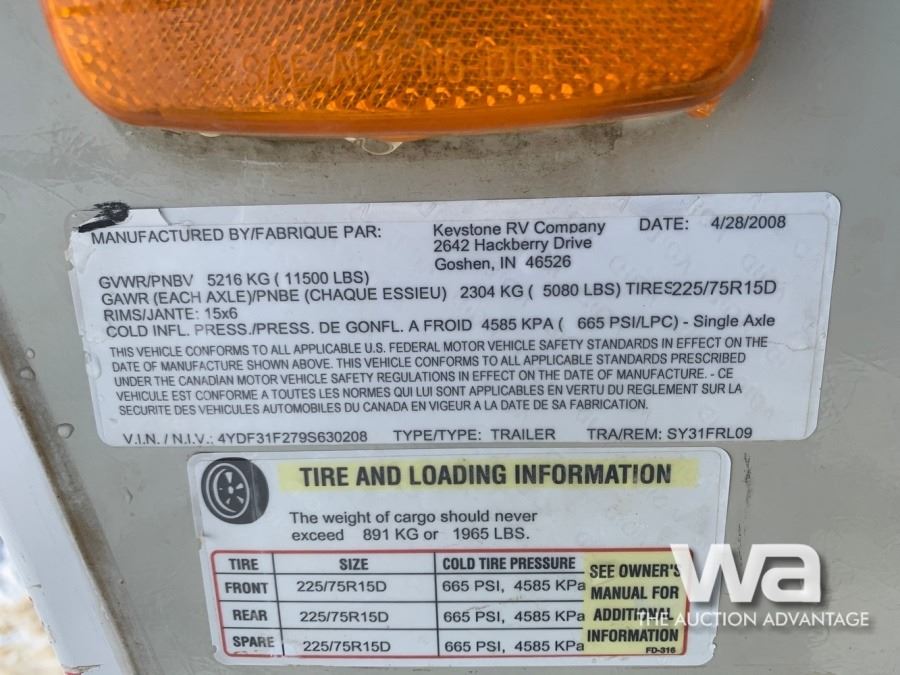 MANUFACTURED BY/FABRIQUE PAR: Keystone RV Company DATE: 4/28/2008
2642 Hackberry Drive
Goshen, IN 46526
GVWR/PNBV 5216 KG ( 11500 LBS)
GAWR (EACH AXLE)/PNBE (CHAQUE ESSIEU) 2304 KG ( 5080 LBS) TIRES225/75R15D
RIMS/JANTE: 15x6
COLD INFL. PRESS./PRESS. DE GONFL. A FROID 4585 KPA ( 665 PSI/LPC) - Single Axle
THIS VEHICLE CONFORMS TO ALL APPLICABLE U.S. FEDERAL MOTOR VEHICLE SAFETY STANDARDS IN EFFECT ON THE
DATE OF MANUFACTURE SHOWN ABOVE. THIS VEHICLE CONFORMS TO ALL APPLICABLE STANDARDS PRESCRIBED
UNDER THE CANADIAN MOTOR VEHICLE SAFETY REGULATIONS IN EFFECT ON THE DATE OF MANUFACTURE. - CE
VEHICULE EST CONFORME A TOUTES LES NORMES QUI LUI SONT APPLICABLES EN VERTU DU REGLEMENT SUR LA
SECURITE DES VEHICULES AUTOMOBILES DU CANADA EN VIGEUR A LA DATE DE SA FABRICATION.
V.I.N. / N.I.V.: 4YDF31F279S630208 TYPE/TYPE: TRAILER TRA/REM: SY31FRL09
TIRE AND LOADING INFORMATION
The weight of cargo should never
exceed 891 KG or 1965 LBS.
TIRE SIZE COLD TIRE PRESSURE
FRONT 225/75R15D 665 PSI, 4585 KPa
REAR 225/75R15D 665 PSI, 4585 KPa
SPARE 225/75R15D 665 PSI, 4585 KPa
SEE OWNER'S
MANUAL FOR
ADDITIONAL
INFORMATION
FD-316
wa
THE AUCTION ADVANTAGE